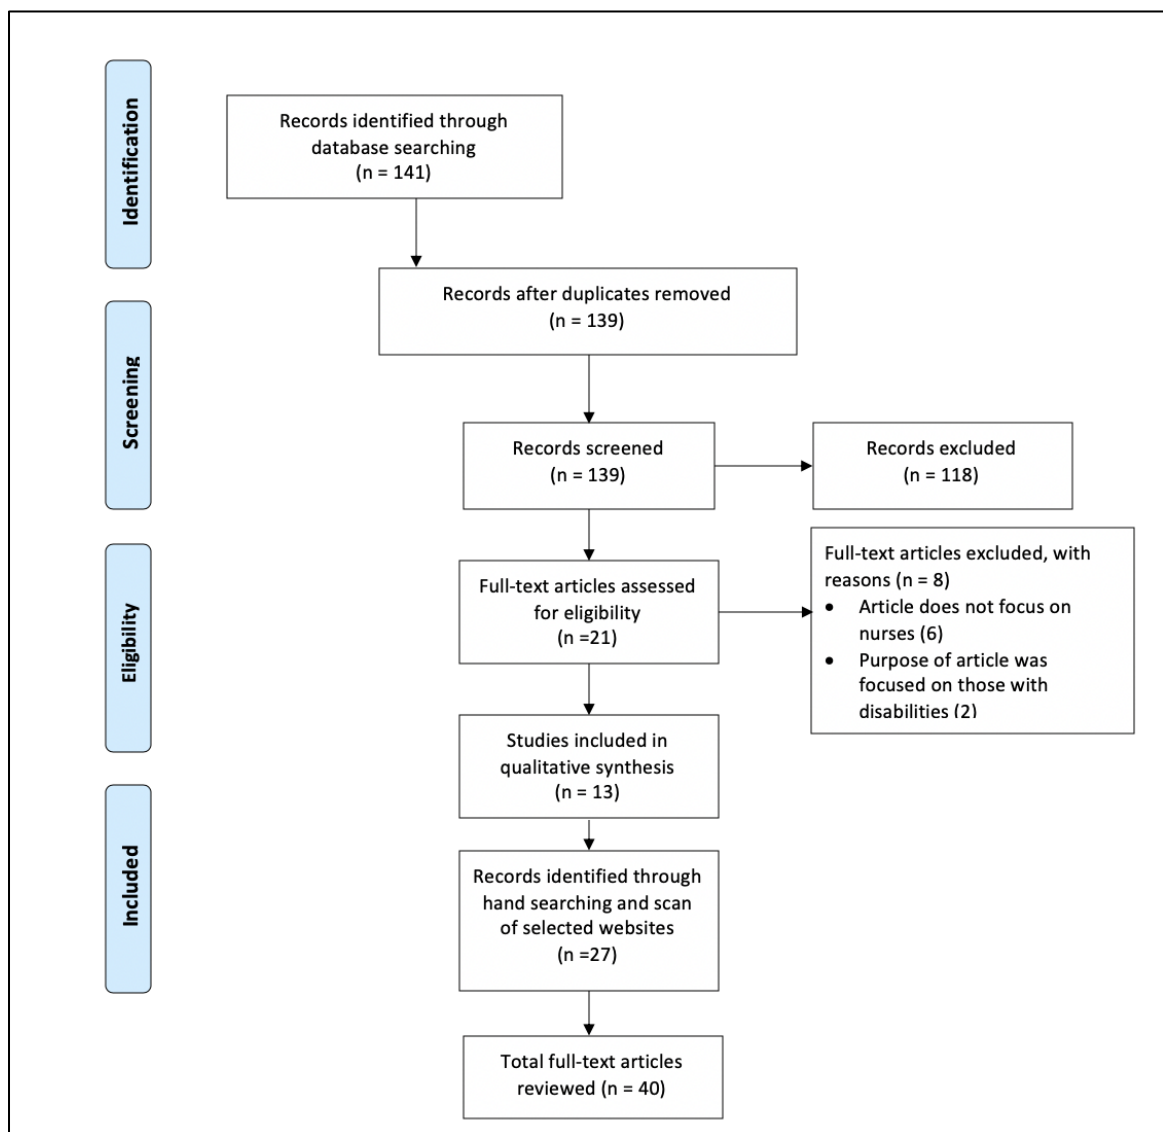 Identification
Records identified through
database searching
(n = 141)
Records after duplicates removed
(n = 139)
Screening
Records screened
(n = 139)
Records excluded
(n = 118)
Eligibility
Full-text articles assessed
for eligibility
(n =21)
Full-text articles excluded, with
reasons (n = 8)
• Article does not focus on
nurses (6)
• Purpose of article was
focused on those with
disabilities (2)
Studies included in
qualitative synthesis
(n = 13)
Included
Records identified through
hand searching and scan
of selected websites
(n =27)
Total full-text articles
reviewed (n = 40)